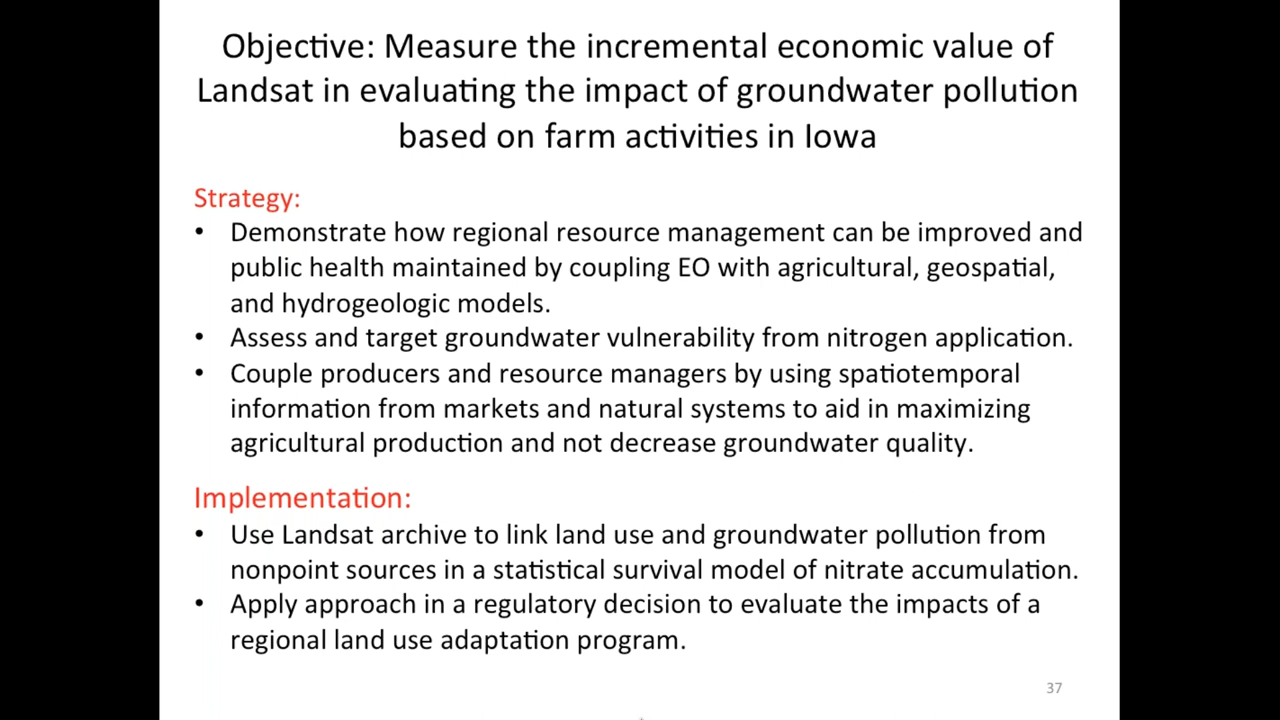 Objective: Measure the incremental economic value of
Landsat in evaluating the impact of groundwater pollution
based on farm activities in Iowa
Strategy:
• Demonstrate how regional resource management can be improved and
public health maintained by coupling EO with agricultural, geospatial,
and hydrogeologic models.
• Assess and target groundwater vulnerability from nitrogen application.
• Couple producers and resource managers by using spatiotemporal
information from markets and natural systems to aid in maximizing
agricultural production and not decrease groundwater quality.
Implementation:
• Use Landsat archive to link land use and groundwater pollution from
nonpoint sources in a statistical survival model of nitrate accumulation.
• Apply approach in a regulatory decision to evaluate the impacts of a
regional land use adaptation program.
37